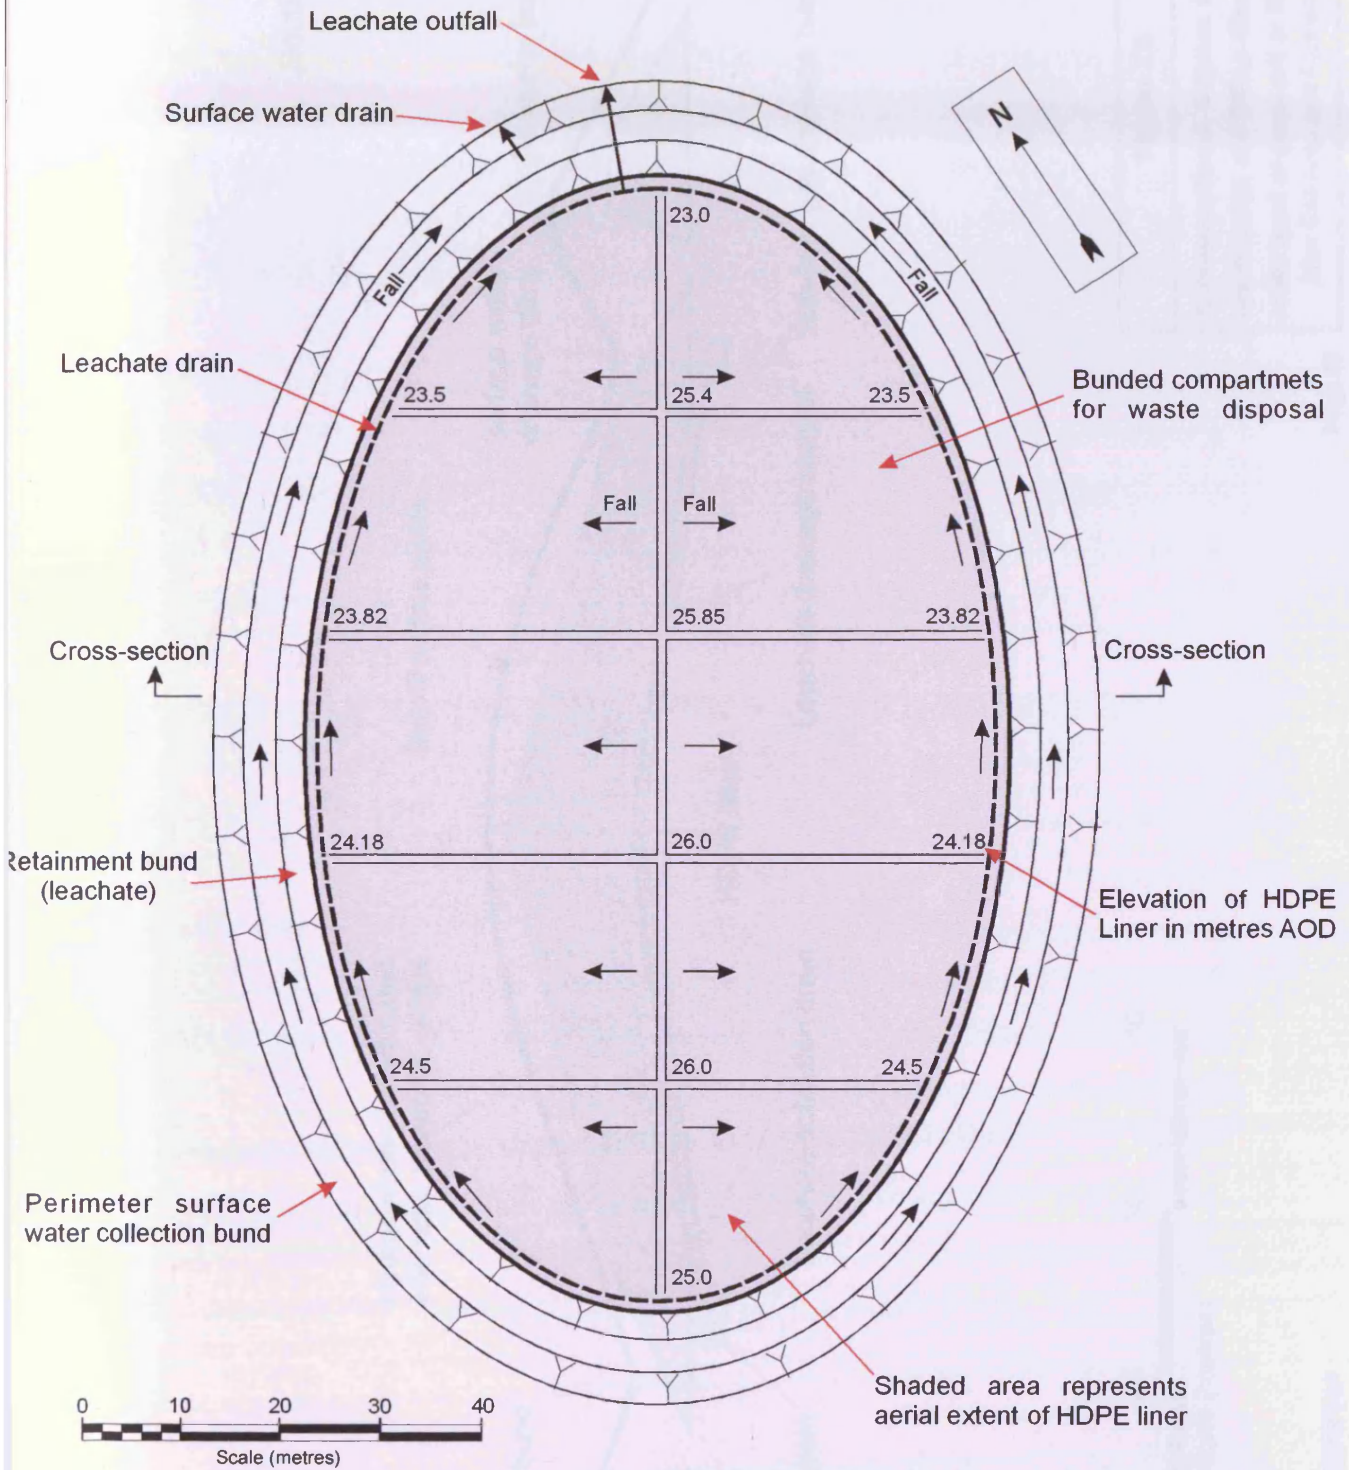 Leachate outfall
Surface water drain
N
23.0
Fall
Fall
Leachate drain
23.5
25.4
23.5
Bunded compartmets
for waste disposal
Fall
Fall
23.82
25.85
23.82
Cross-section
Cross-section
24.18
26.0
24.18
Retainment bund
(leachate)
Elevation of HDPE
Liner in metres AOD
24.5
26.0
24.5
Perimeter surface
water collection bund
25.0
Shaded area represents
aerial extent of HDPE liner
0 10 20 30 40
Scale (metres)